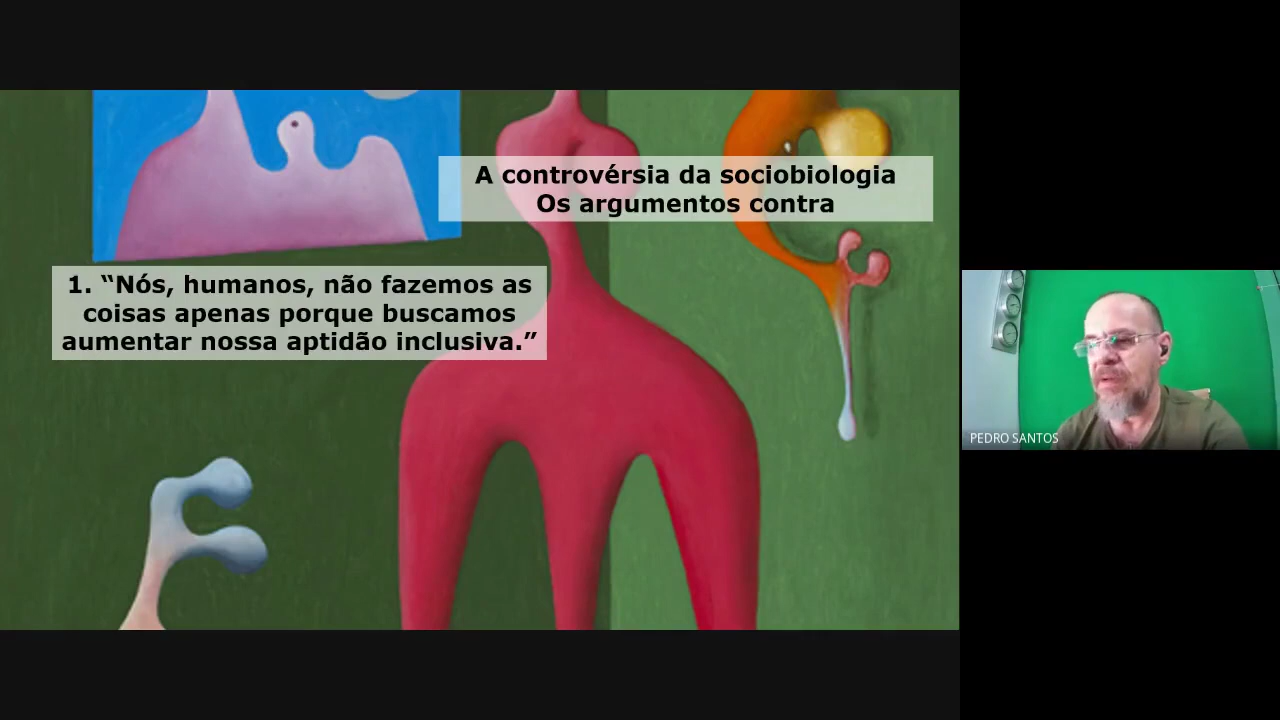 A controvérsia da sociobiologia
Os argumentos contra
1. “Nós, humanos, não fazemos as
coisas apenas porque buscamos
aumentar nossa aptidão inclusiva.”
PEDRO SANTOS